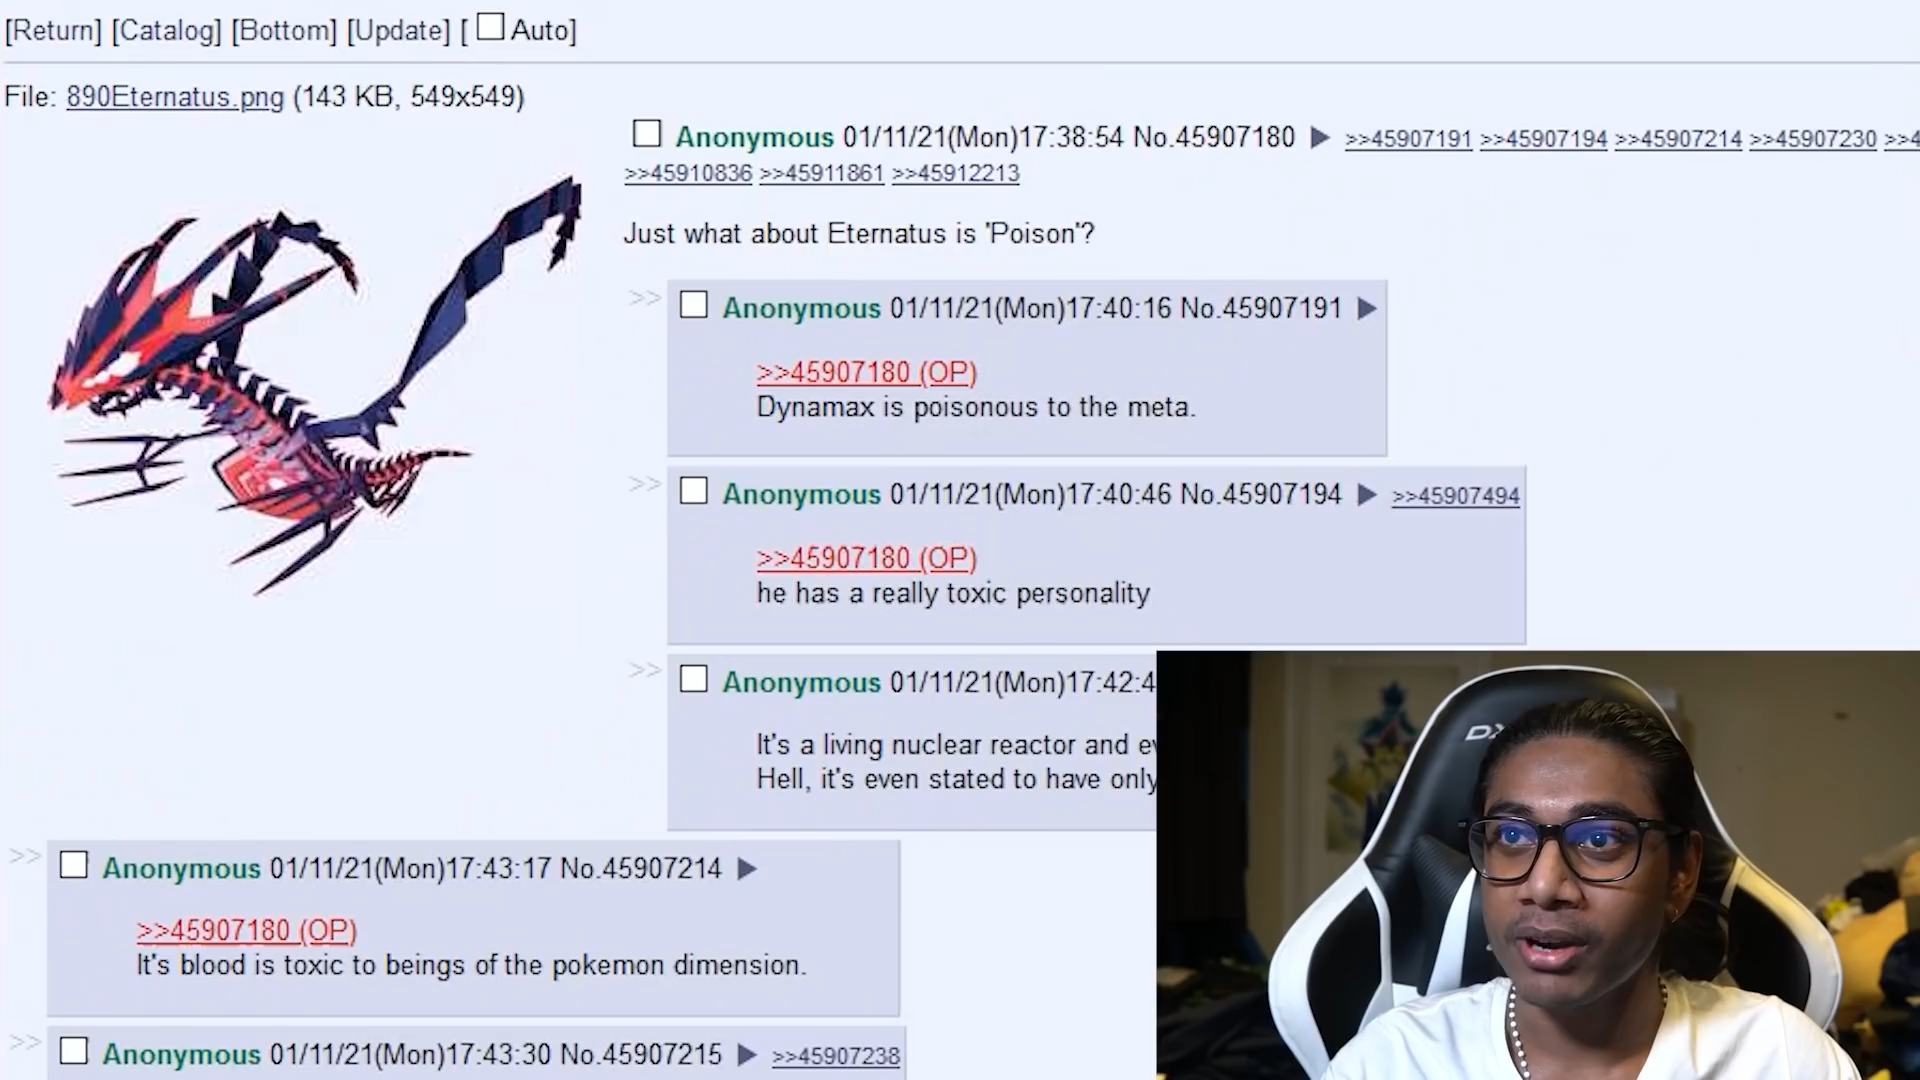 [Return] [Catalog] [Bottom] [Update] [ Auto]
File: 890Eternatus.png (143 KB, 549x549)
Anonymous 01/11/21(Mon)17:38:54 No.45907180 ▶ >>45907191 >>45907194 >>45907214 >>45907230 >>4
>>45910836 >>45911861 >>45912213
Just what about Eternatus is 'Poison'?
>> Anonymous 01/11/21(Mon)17:40:16 No.45907191 ▶
>>45907180 (OP)
Dynamax is poisonous to the meta.
>> Anonymous 01/11/21(Mon)17:40:46 No.45907194 ▶ >>45907494
>>45907180 (OP)
he has a really toxic personality
>> Anonymous 01/11/21(Mon)17:42:4
It's a living nuclear reactor and ev
Hell, it's even stated to have only
>> Anonymous 01/11/21(Mon)17:43:17 No.45907214 ▶
>>45907180 (OP)
It's blood is toxic to beings of the pokemon dimension.
>> Anonymous 01/11/21(Mon)17:43:30 No.45907215 ▶ >>45907238